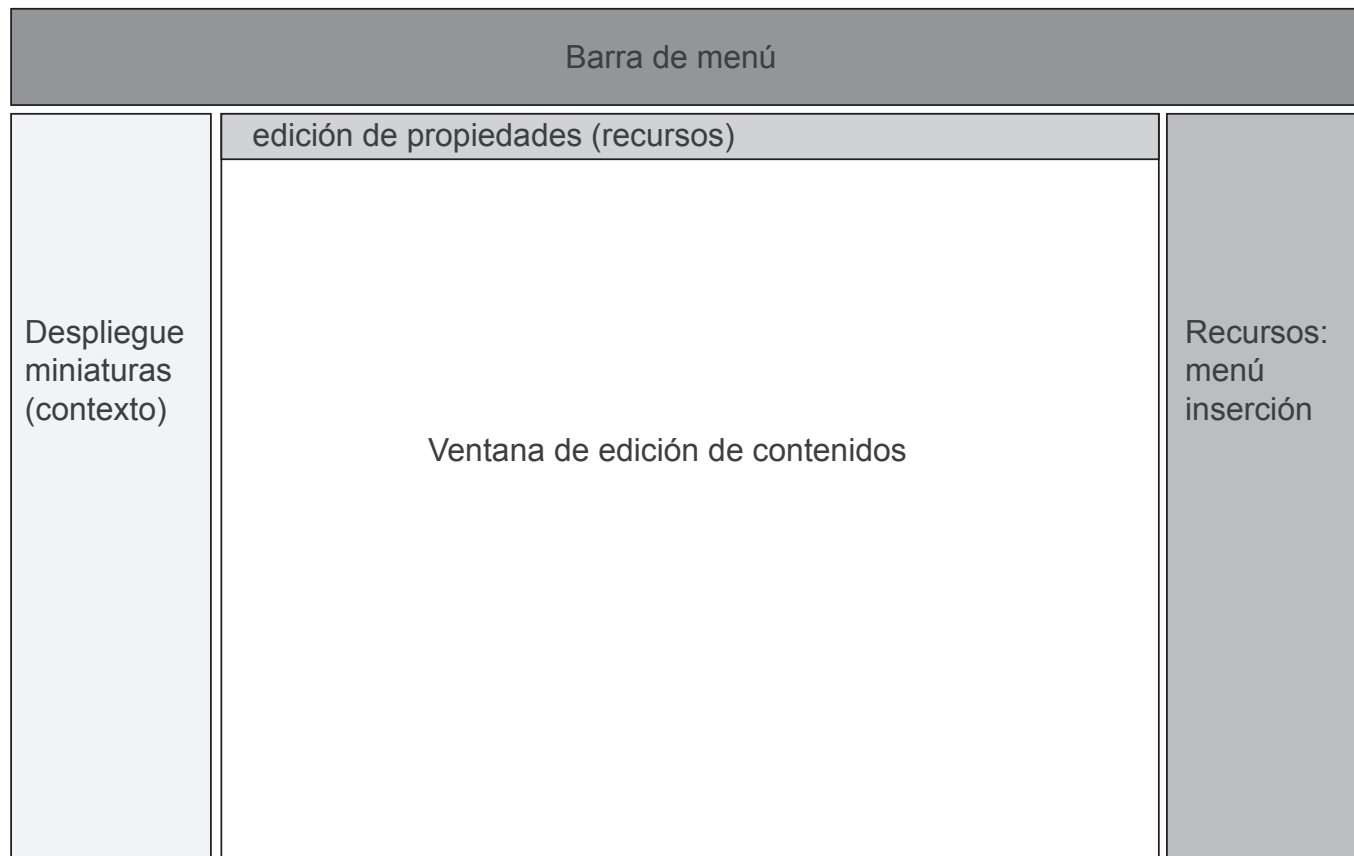 Barra de menú
edición de propiedades (recursos)
Despliegue
miniaturas
(contexto)
Ventana de edición de contenidos
Recursos:
menú
inserción